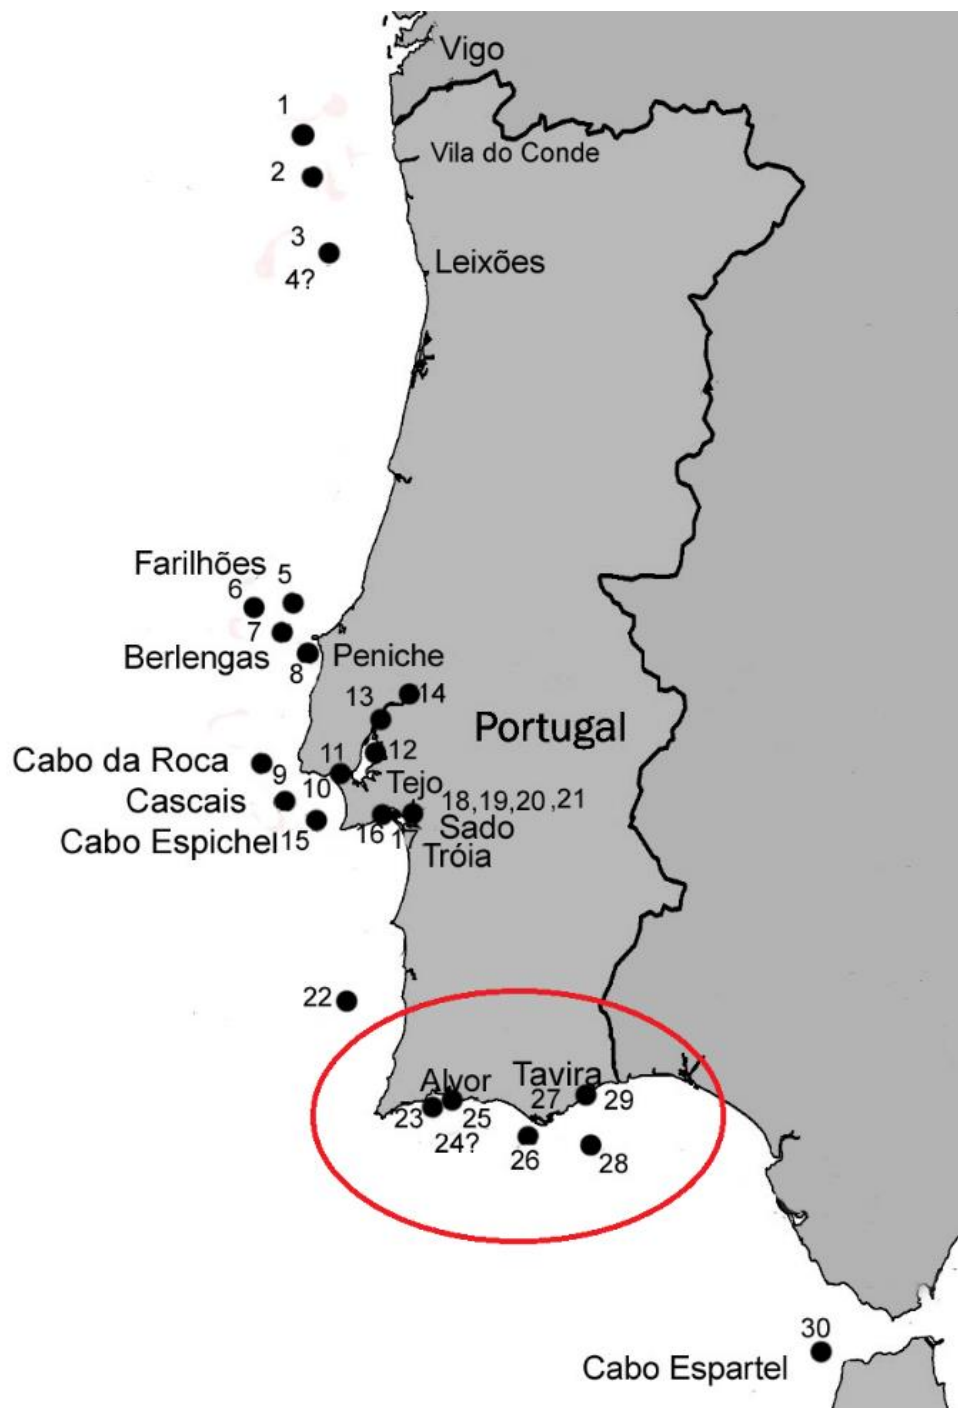 Vigo
1
Vila do Conde
2
3
Leixões
4?
Farilhões
5
6
7
Berlengas
8
Peniche
13
14
Portugal
Cabo da Roca
9
11
12
10
Tejo
Cascais
18,19,20,21
Cabo Espichel
15
16
17
Sado
Tróia
22
Alvor
Tavira
23
25
27
29
24?
26
28
30
Cabo Espartel